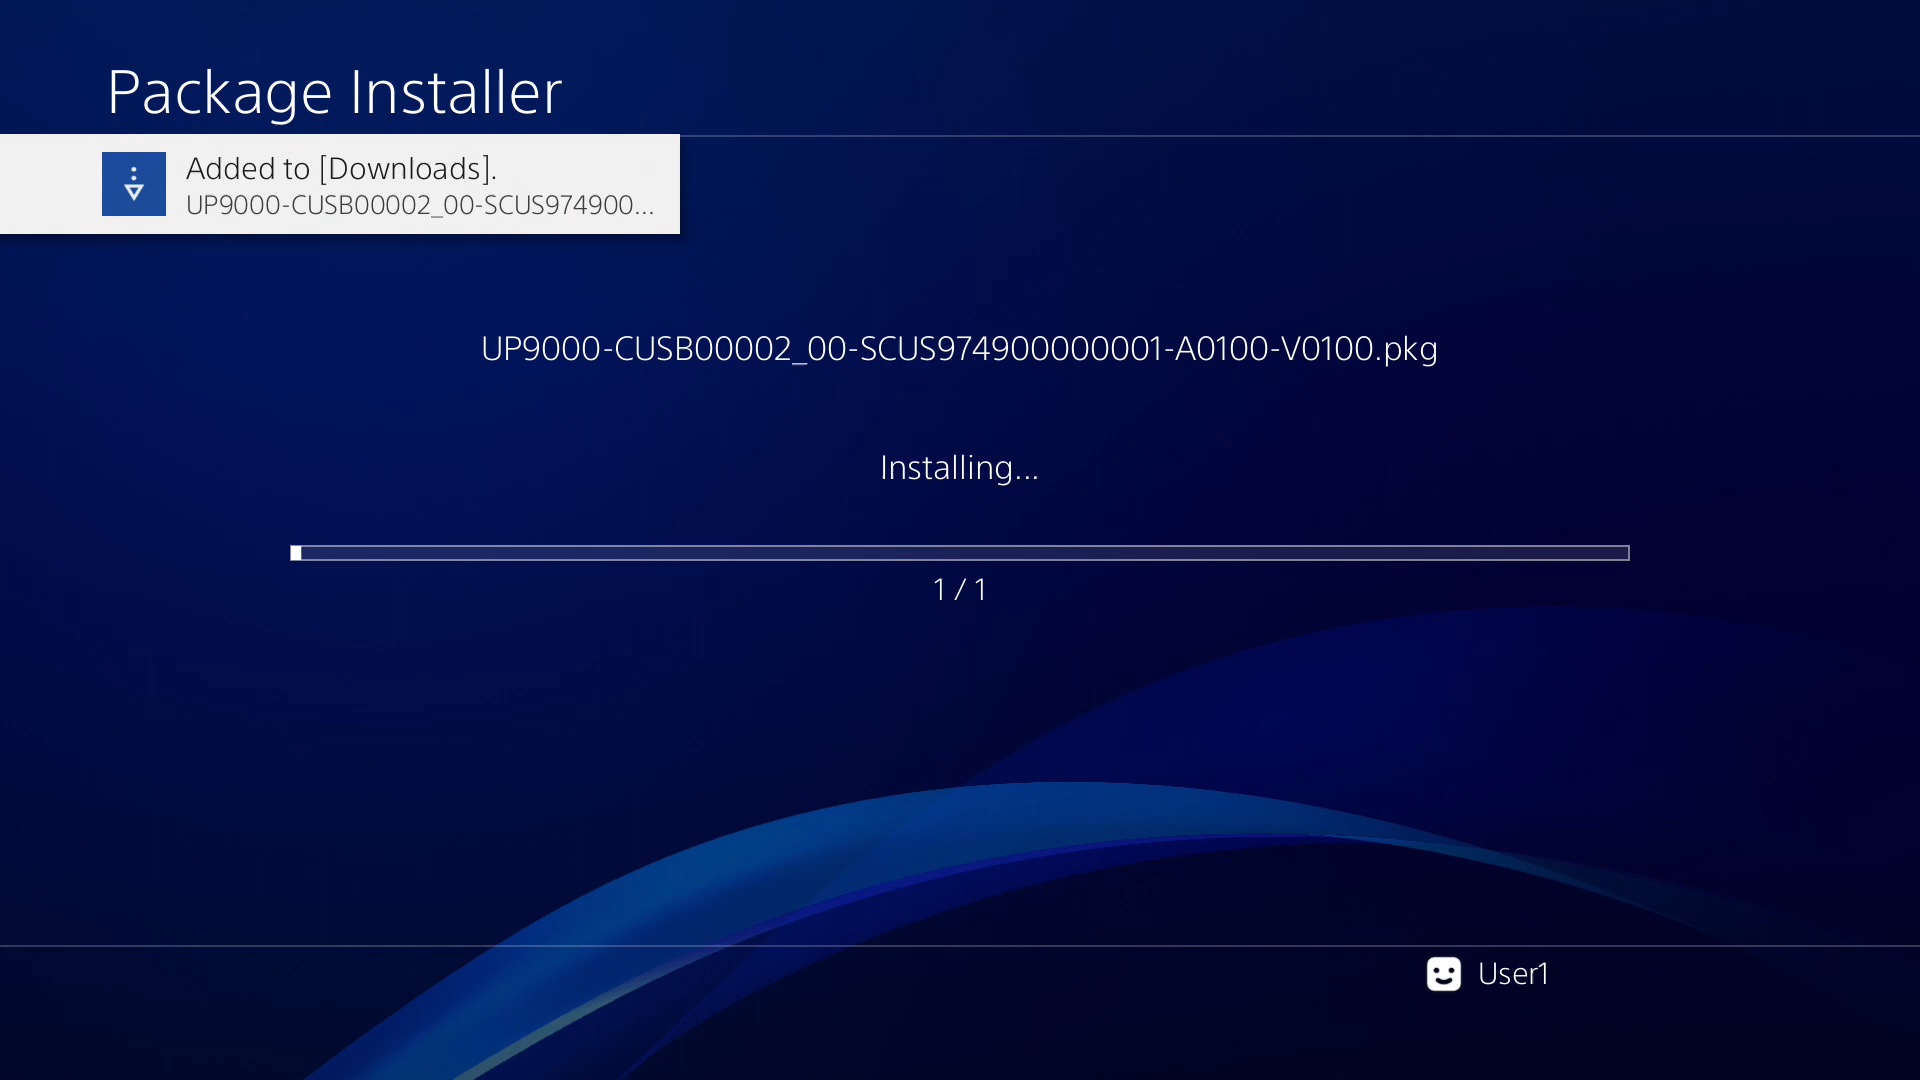 Package Installer
Added to [Downloads].
UP9000-CUSB00002_00-SCUS974900...
UP9000-CUSB00002_00-SCUS974900000001-A0100-V0100.pkg
Installing...
1 / 1
User1